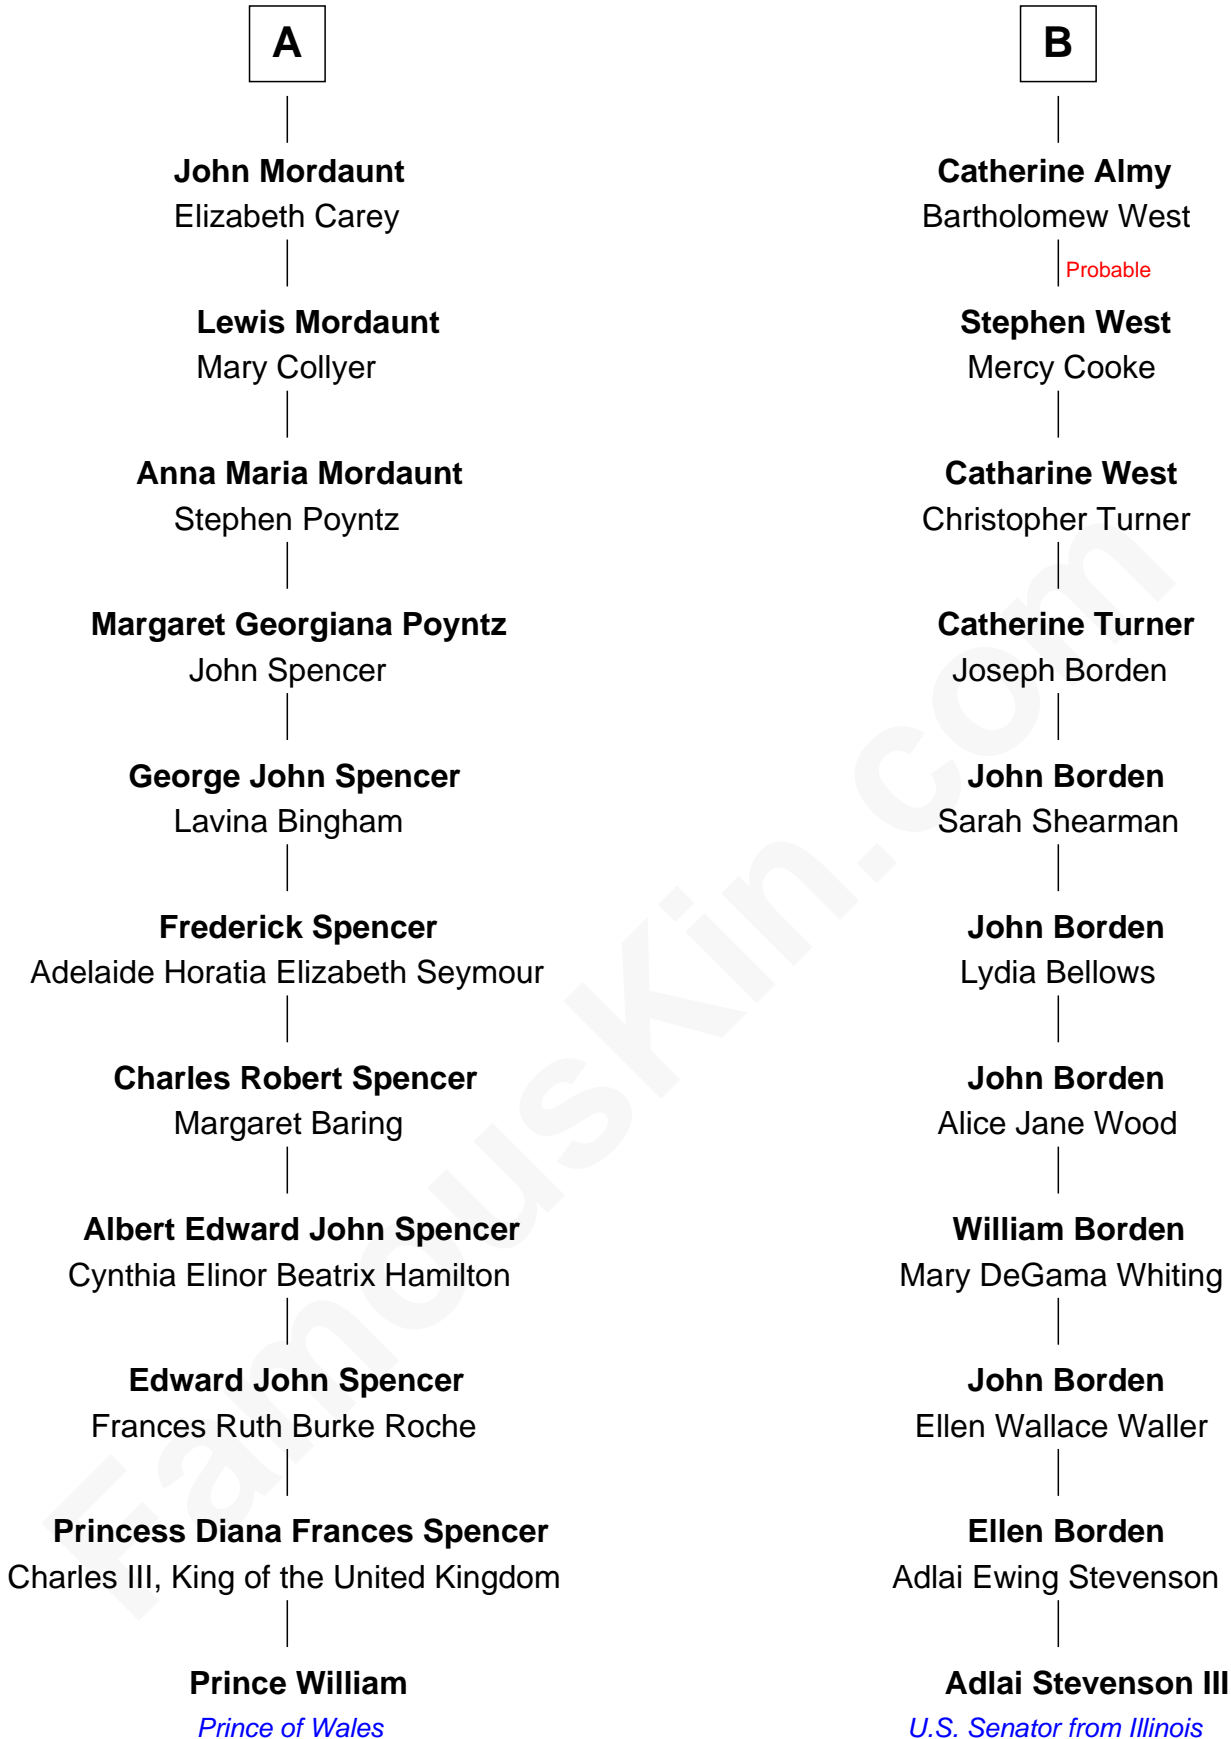 A
John Mordaunt
Elizabeth Carey
Lewis Mordaunt
Mary Collyer
Anna Maria Mordaunt
Stephen Poyntz
Margaret Georgiana Poyntz
John Spencer
George John Spencer
Lavina Bingham
Frederick Spencer
Adelaide Horatia Elizabeth Seymour
Charles Robert Spencer
Margaret Baring
Albert Edward John Spencer
Cynthia Elinor Beatrix Hamilton
Edward John Spencer
Frances Ruth Burke Roche
Princess Diana Frances Spencer
Charles III, King of the United Kingdom
Prince William
Prince of Wales
B
Catherine Almy
Bartholomew West
Probable
Stephen West
Mercy Cooke
Catharine West
Christopher Turner
Catherine Turner
Joseph Borden
John Borden
Sarah Shearman
John Borden
Lydia Bellows
John Borden
Alice Jane Wood
William Borden
Mary DeGama Whiting
John Borden
Ellen Wallace Waller
Ellen Borden
Adlai Ewing Stevenson
Adlai Stevenson III
U.S. Senator from Illinois
FamousKin.com